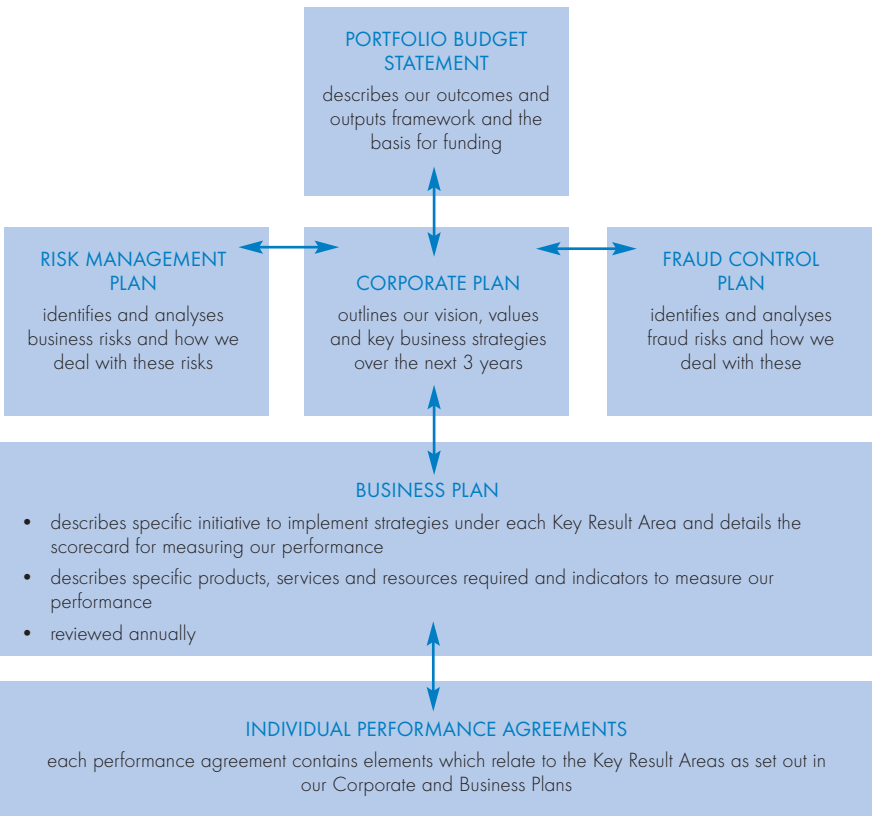 PORTFOLIO BUDGET
STATEMENT
describes our outcomes and
outputs framework and the
basis for funding
RISK MANAGEMENT
PLAN
identifies and analyses
business risks and how we
deal with these risks
CORPORATE PLAN
outlines our vision, values
and key business strategies
over the next 3 years
FRAUD CONTROL
PLAN
identifies and analyses
fraud risks and how we
deal with these
BUSINESS PLAN
• describes specific initiative to implement strategies under each Key Result Area and details the
scorecard for measuring our performance
• describes specific products, services and resources required and indicators to measure our
performance
• reviewed annually
INDIVIDUAL PERFORMANCE AGREEMENTS
each performance agreement contains elements which relate to the Key Result Areas as set out in
our Corporate and Business Plans